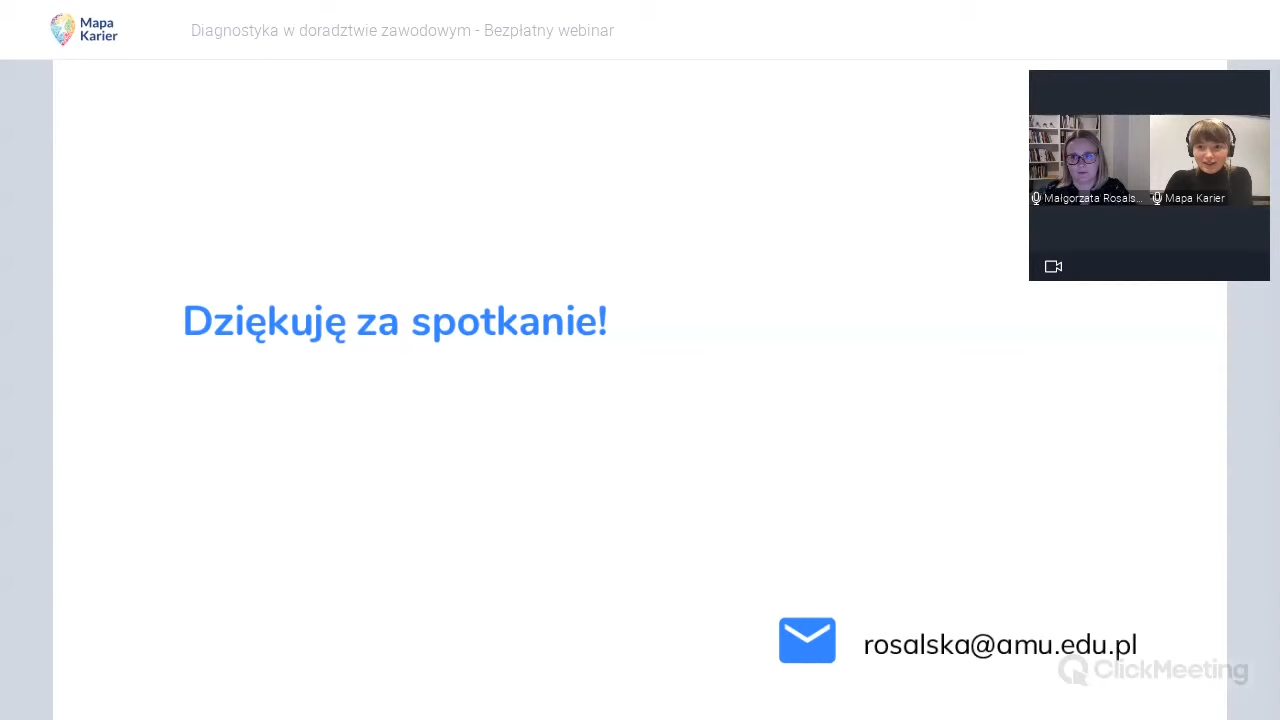 Mapa
Karier
Diagnostyka w doradztwie zawodowym - Bezpłatny webinar
Małgorzata Rosals...
Mapa Karier
Dziękuję za spotkanie!
rosalska@amu.edu.pl
ClickMeeting